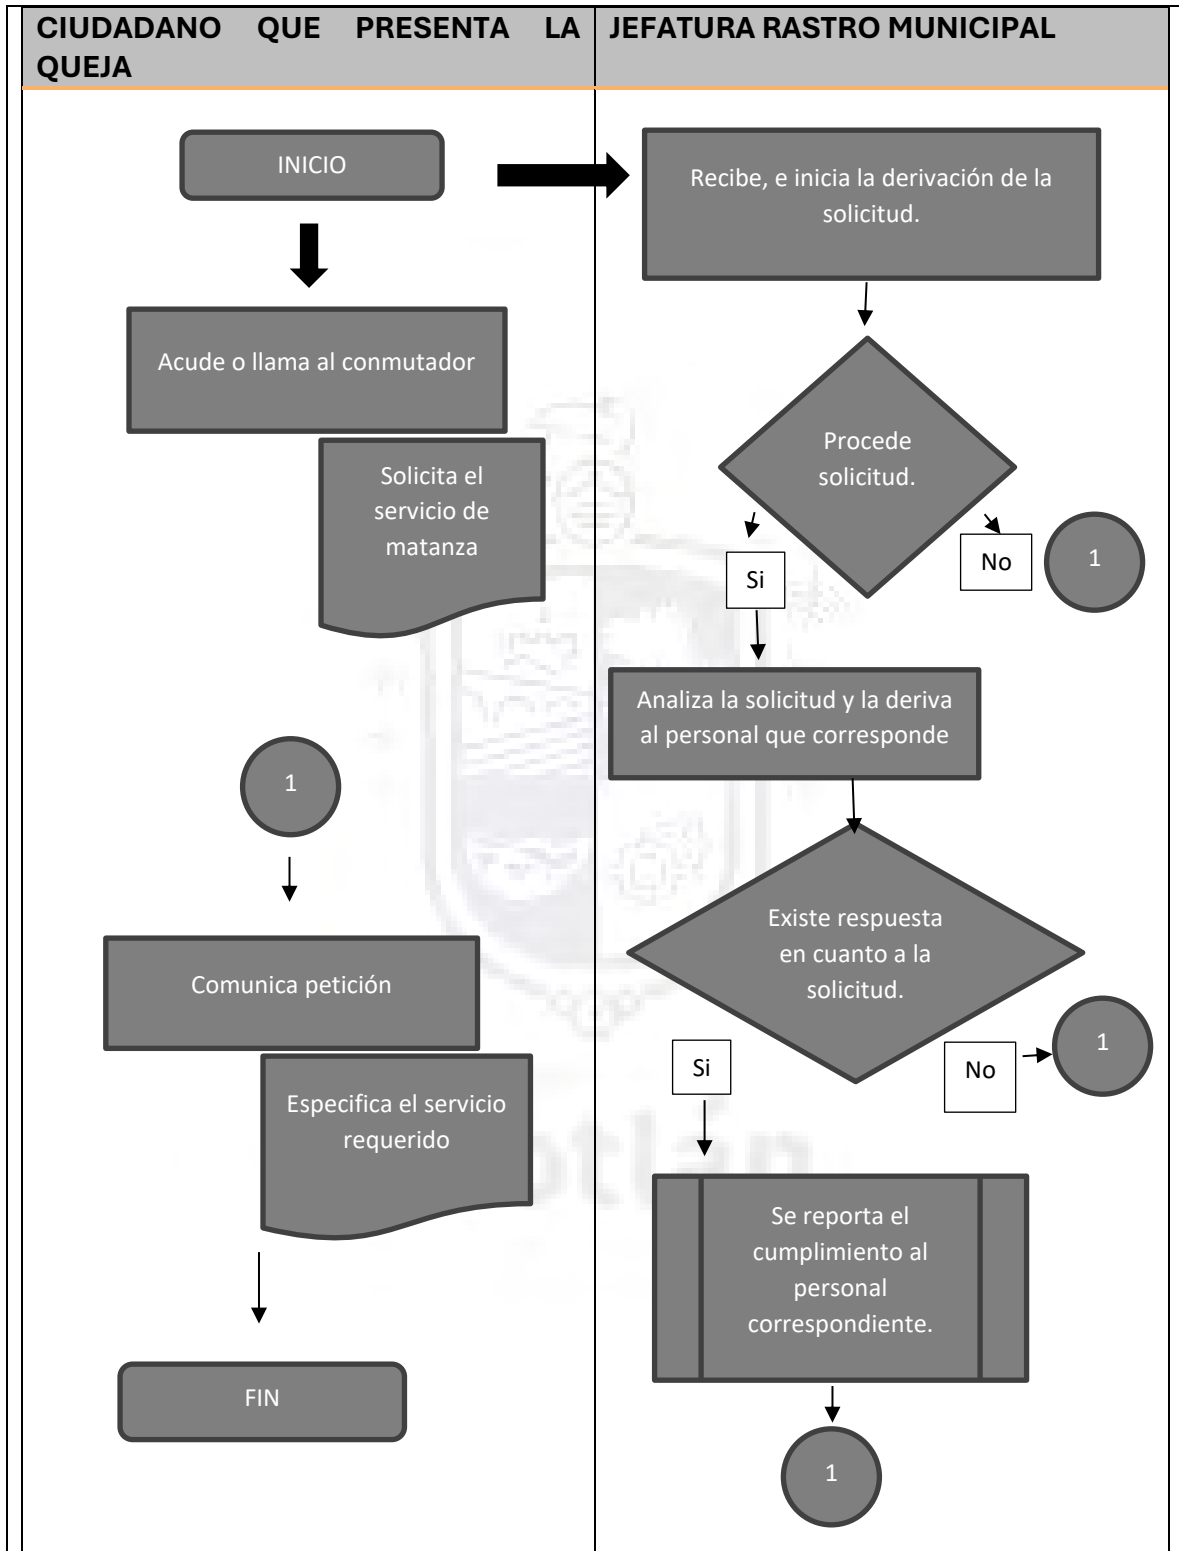 CIUDADANO QUE PRESENTA LA
QUEJA
JEFATURA RASTRO MUNICIPAL
INICIO
Acude o llama al conmutador
Solicita el
servicio de
matanza
1
Comunica petición
Especifica el servicio
requerido
FIN
Recibe, e inicia la derivación de la
solicitud.
Procede
solicitud.
Si
No
1
Analiza la solicitud y la deriva
al personal que corresponde
Existe respuesta
en cuanto a la
solicitud.
Si
No
1
Se reporta el
cumplimiento al
personal
correspondiente.
1